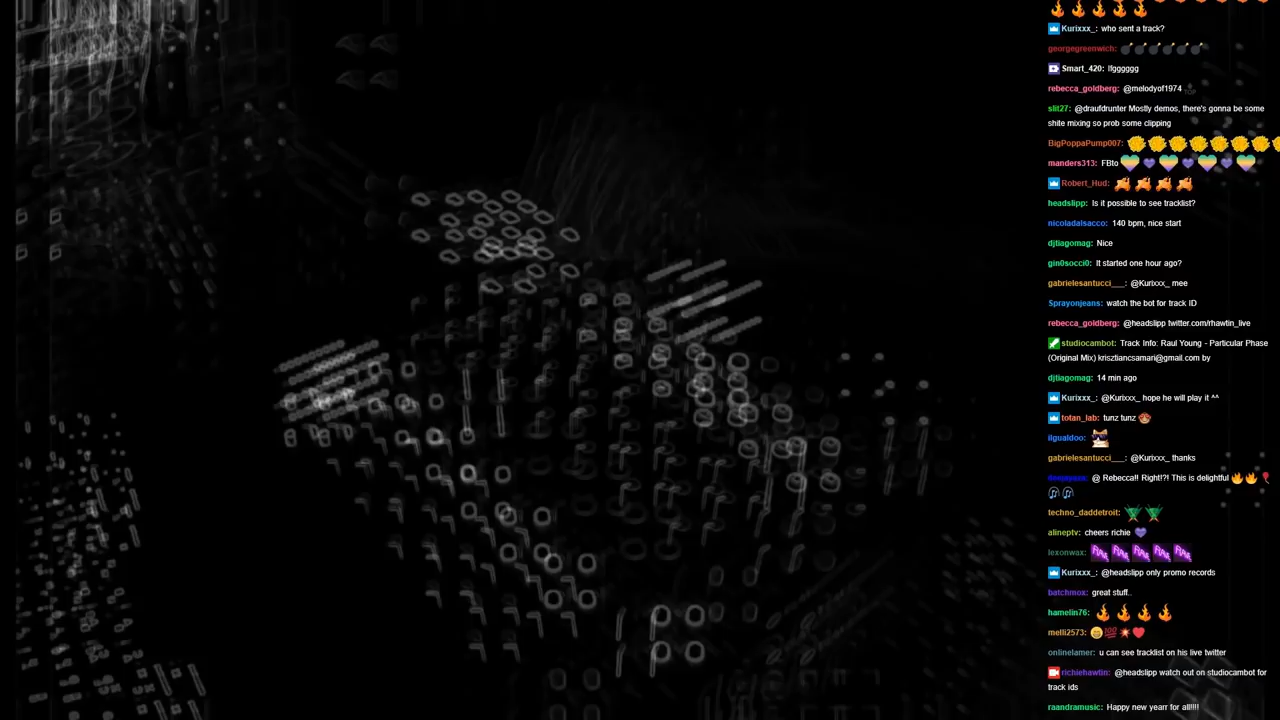 Kurixxx_: who sent a track?
georgegreenwich:
Smart_420: lfgggggg
rebecca_goldberg: @melodyof1974
slit27: @draufdrunter Mostly demos, there's gonna be some
shite mixing so prob some clipping
BigPoppaPump007:
manders313: FBto
Robert_Hud:
headslipp: Is it possible to see tracklist?
nicoladalsacco: 140 bpm, nice start
djtiagomag: Nice
gin0socci0: It started one hour ago?
gabrielesantucci___: @Kurixxx_ mee
Sprayonjeans: watch the bot for track ID
rebecca_goldberg: @headslipp twitter.com/rhawtin_live
studiocambot: Track Info: Raul Young - Particular Phase
(Original Mix) krisztiancsamari@gmail.com by
djtiagomag: 14 min ago
Kurixxx_: @Kurixxx_ hope he will play it ^^
totan_lab: tunz tunz
ilgualdoo:
gabrielesantucci___: @Kurixxx_ thanks
@ Rebecca!! Right!?! This is delightful
techno_daddetroit:
alineptv: cheers richie
lexonwax:
Kurixxx_: @headslipp only promo records
batchmox: great stuff..
hamelin76:
melli2573:
onlinelamer: u can see tracklist on his live twitter
richiehawtin: @headslipp watch out on studiocambot for
track ids
raandramusic: Happy new yearr for all!!!!